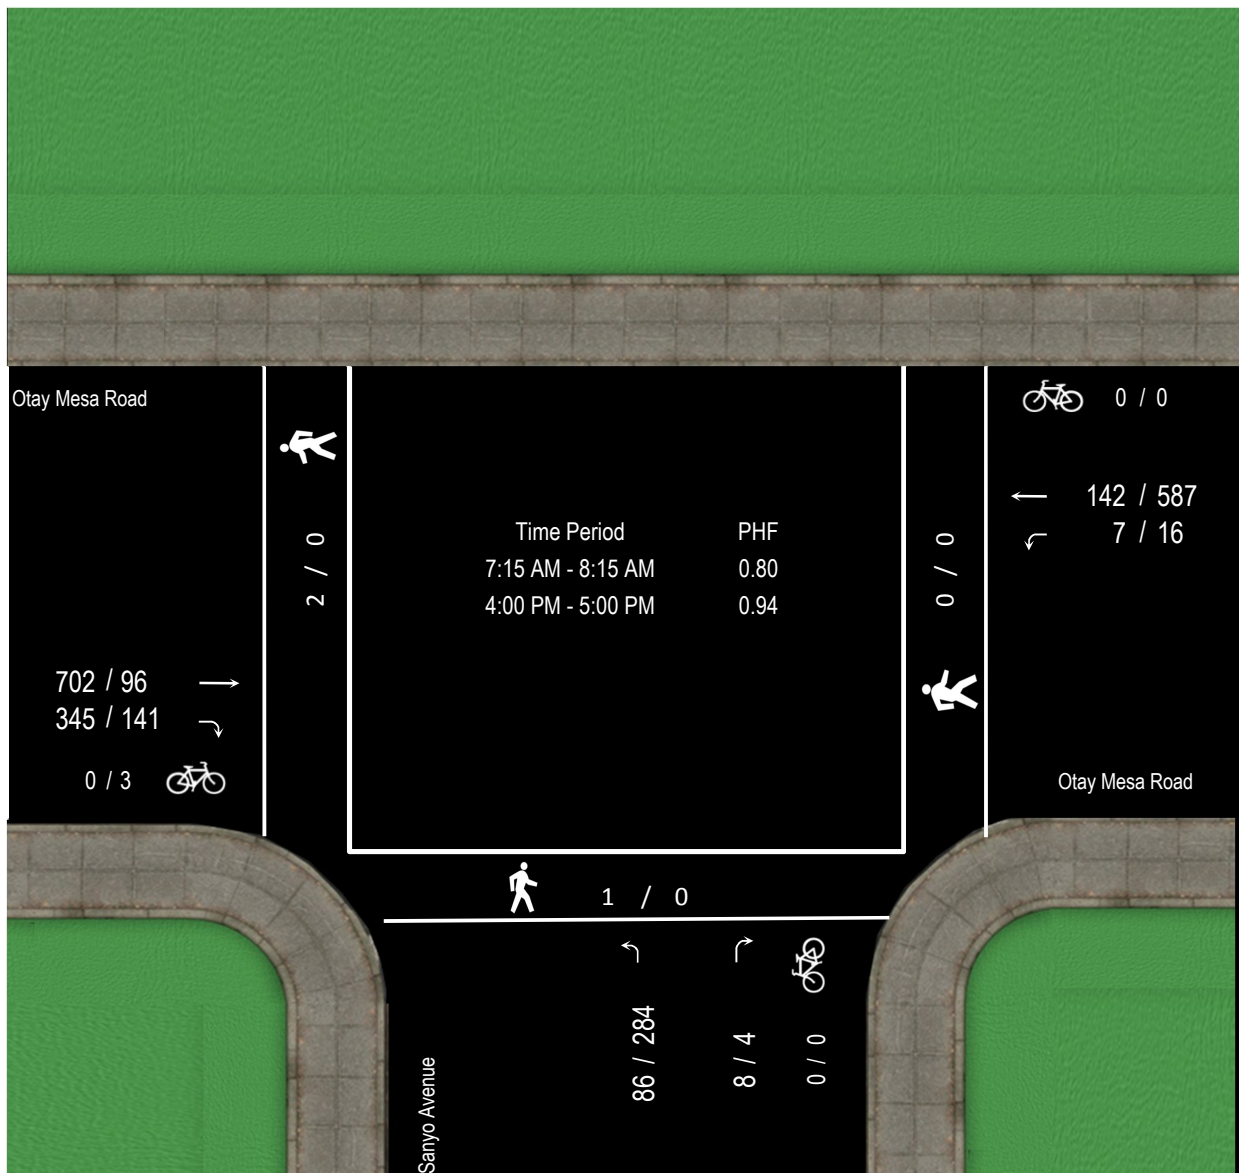 Otay Mesa Road
0 / 0
142 / 587
7 / 16
Time Period PHF
7:15 AM - 8:15 AM 0.80
4:00 PM - 5:00 PM 0.94
2 / 0
0 / 0
702 / 96
345 / 141
0 / 3
Otay Mesa Road
1 / 0
86 / 284
8 / 4
0 / 0
Sanyo Avenue